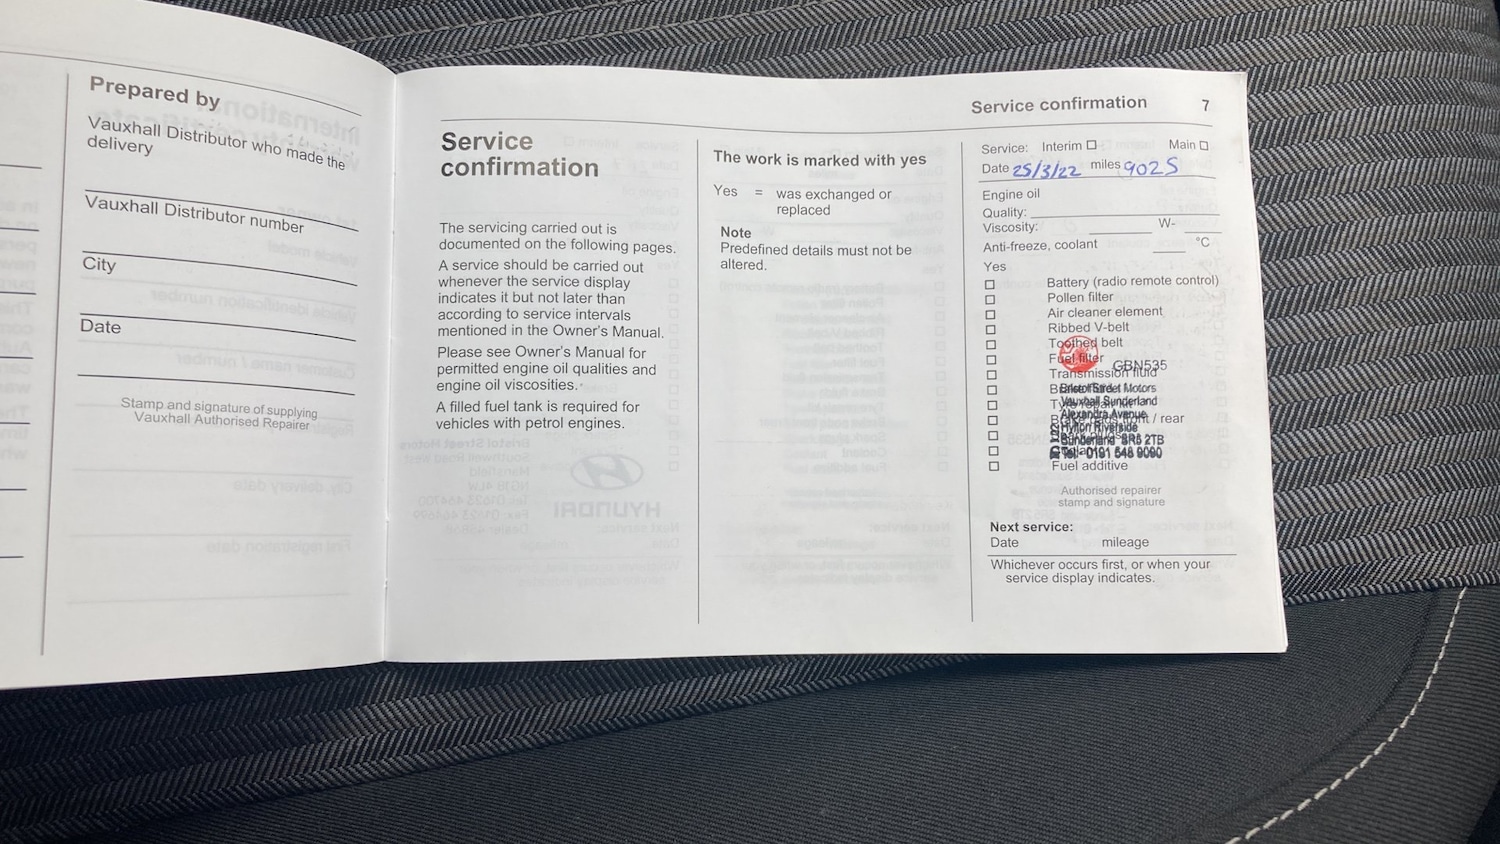 Prepared by
Vauxhall Distributor who made the
delivery
Vauxhall Distributor number
City
Date
Stamp and signature of supplying
Vauxhall Authorised Repairer
Service
confirmation
The servicing carried out is
documented on the following pages.
A service should be carried out
whenever the service display
indicates it but not later than
according to service intervals
mentioned in the Owner's Manual.
Please see Owner's Manual for
permitted engine oil qualities and
engine oil viscosities.
A filled fuel tank is required for
vehicles with petrol engines.
The work is marked with yes
Yes = was exchanged or
replaced
Note
Predefined details must not be
altered.
Service confirmation 7
Service: Interim Main
Date 25/3/22 miles 9025
Engine oil
Quality:
Viscosity: W-
Anti-freeze, coolant °C
Yes
Battery (radio remote control)
Pollen filter
Air cleaner element
Ribbed V-belt
Toothed belt
Fuel filter
GBN535
Transmission fluid
Bristol Street Motors
Vauxhall Sunderland
Alexandra Avenue
/ rear
Hylton Riverside
Sunderland SR5 2TB
Tel - 0191 548 9090
Fuel additive
Authorised repairer
stamp and signature
Next service:
Date mileage
Whichever occurs first, or when your
service display indicates.